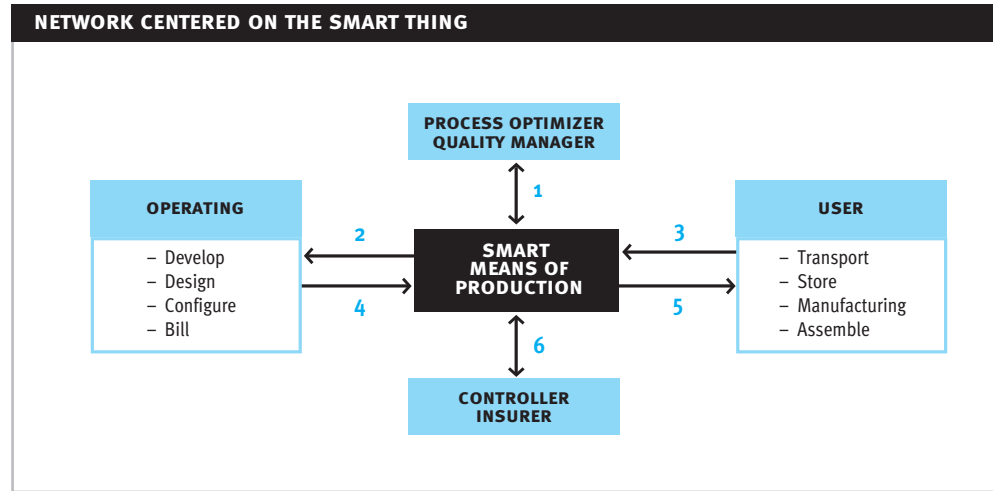 NETWORK CENTERED ON THE SMART THING
PROCESS OPTIMIZER
QUALITY MANAGER
1
OPERATING
– Develop
– Design
– Configure
– Bill
2
4
SMART
MEANS OF
PRODUCTION
3
5
USER
– Transport
– Store
– Manufacturing
– Assemble
6
CONTROLLER
INSURER